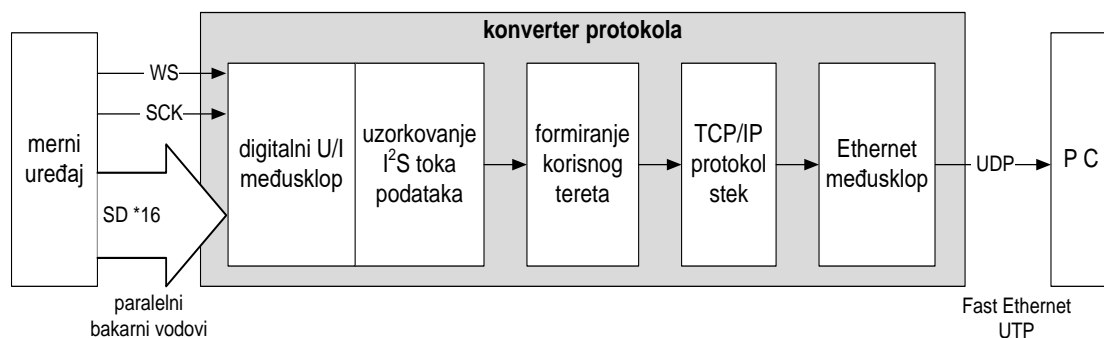 konverter protokola
merni
uređaj
WS
SCK
SD *16
paralelni
bakarni vodovi
digitalni U/I
međusklop
uzorkovanje
I²S toka
podataka
formiranje
korisnog
tereta
TCP/IP
protokol
stek
Ethernet
međusklop
UDP
P C
Fast Ethernet
UTP